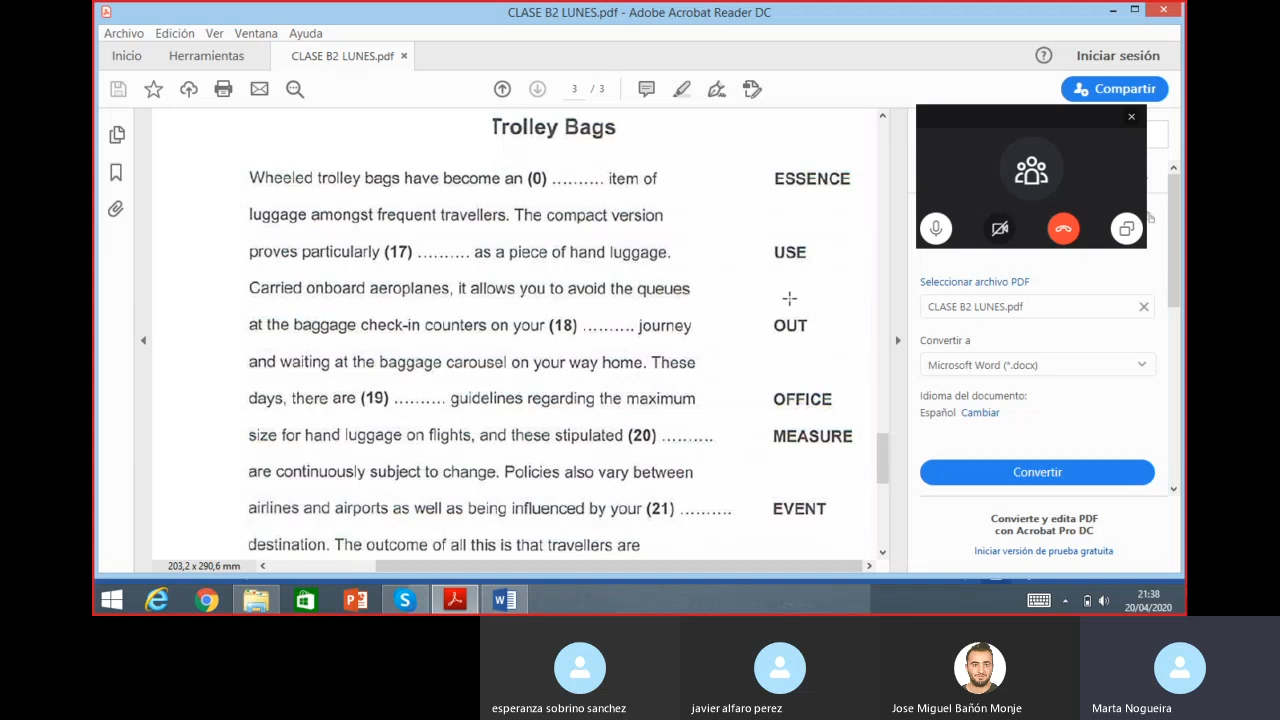 CLASE B2 LUNES.pdf - Adobe Acrobat Reader DC
Archivo Edición Ver Ventana Ayuda
Inicio Herramientas CLASE B2 LUNES.pdf × Iniciar sesión
3 / 3 Compartir
Trolley Bags
Wheeled trolley bags have become an (0) .......... item of ESSENCE
luggage amongst frequent travellers. The compact version
proves particularly (17) .......... as a piece of hand luggage. USE
Carried onboard aeroplanes, it allows you to avoid the queues
at the baggage check-in counters on your (18) .......... journey OUT
and waiting at the baggage carousel on your way home. These
days, there are (19) .......... guidelines regarding the maximum OFFICE
size for hand luggage on flights, and these stipulated (20) .......... MEASURE
are continuously subject to change. Policies also vary between
airlines and airports as well as being influenced by your (21) .......... EVENT
destination. The outcome of all this is that travellers are
203,2 x 290,6 mm
Seleccionar archivo PDF
CLASE B2 LUNES.pdf
Convertir a
Microsoft Word (*.docx)
Idioma del documento:
Español Cambiar
Convertir
Convierte y edita PDF
con Acrobat Pro DC
Iniciar versión de prueba gratuita
21:38
20/04/2020
esperanza sobrino sanchez
javier alfaro perez
Jose Miguel Bañón Monje
Marta Nogueira